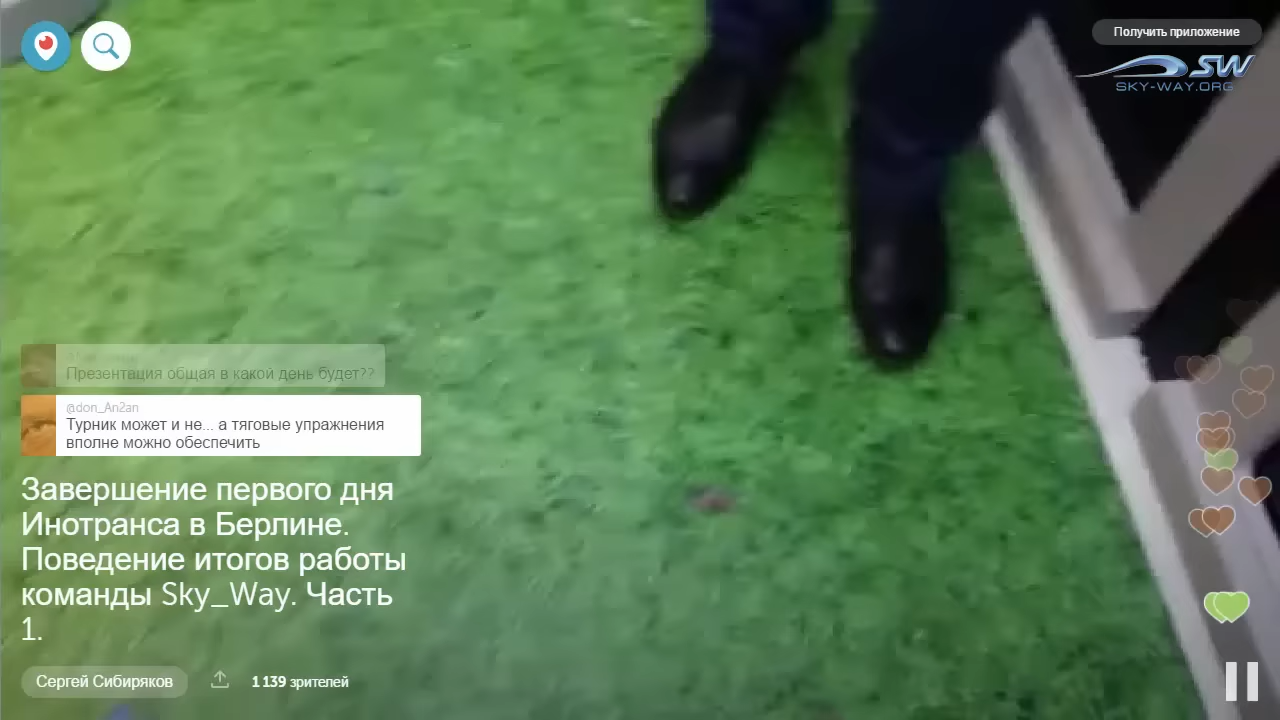 Получить приложение
SW
SKY-WAY.ORG
Презентация общая в какой день будет??
@don_An2an
Турник может и не... а тяговые упражнения
вполне можно обеспечить
Завершение первого дня
Инотранса в Берлине.
Поведение итогов работы
команды Sky_Way. Часть
1.
Сергей Сибиряков
1 139 зрителей